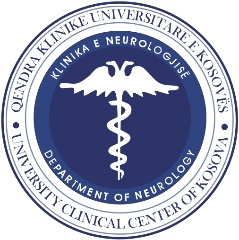 QENDRA KLINIKE UNIVERSITARE E KOSOVËS
KLINIKA E NEUROLOGJISË
DEPARTMENT OF NEUROLOGY
UNIVERSITY CLINICAL CENTER OF KOSOVA